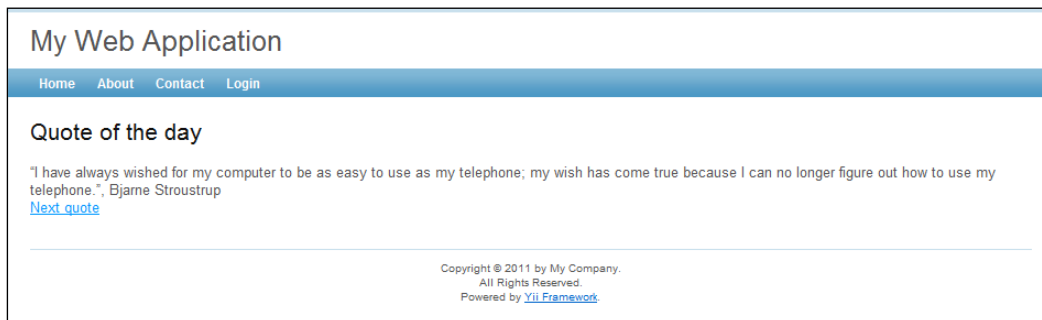 My Web Application
Home About Contact Login
Quote of the day
“I have always wished for my computer to be as easy to use as my telephone; my wish has come true because I can no longer figure out how to use my
telephone.”, Bjarne Stroustrup
Next quote
Copyright © 2011 by My Company.
All Rights Reserved.
Powered by Yii Framework.